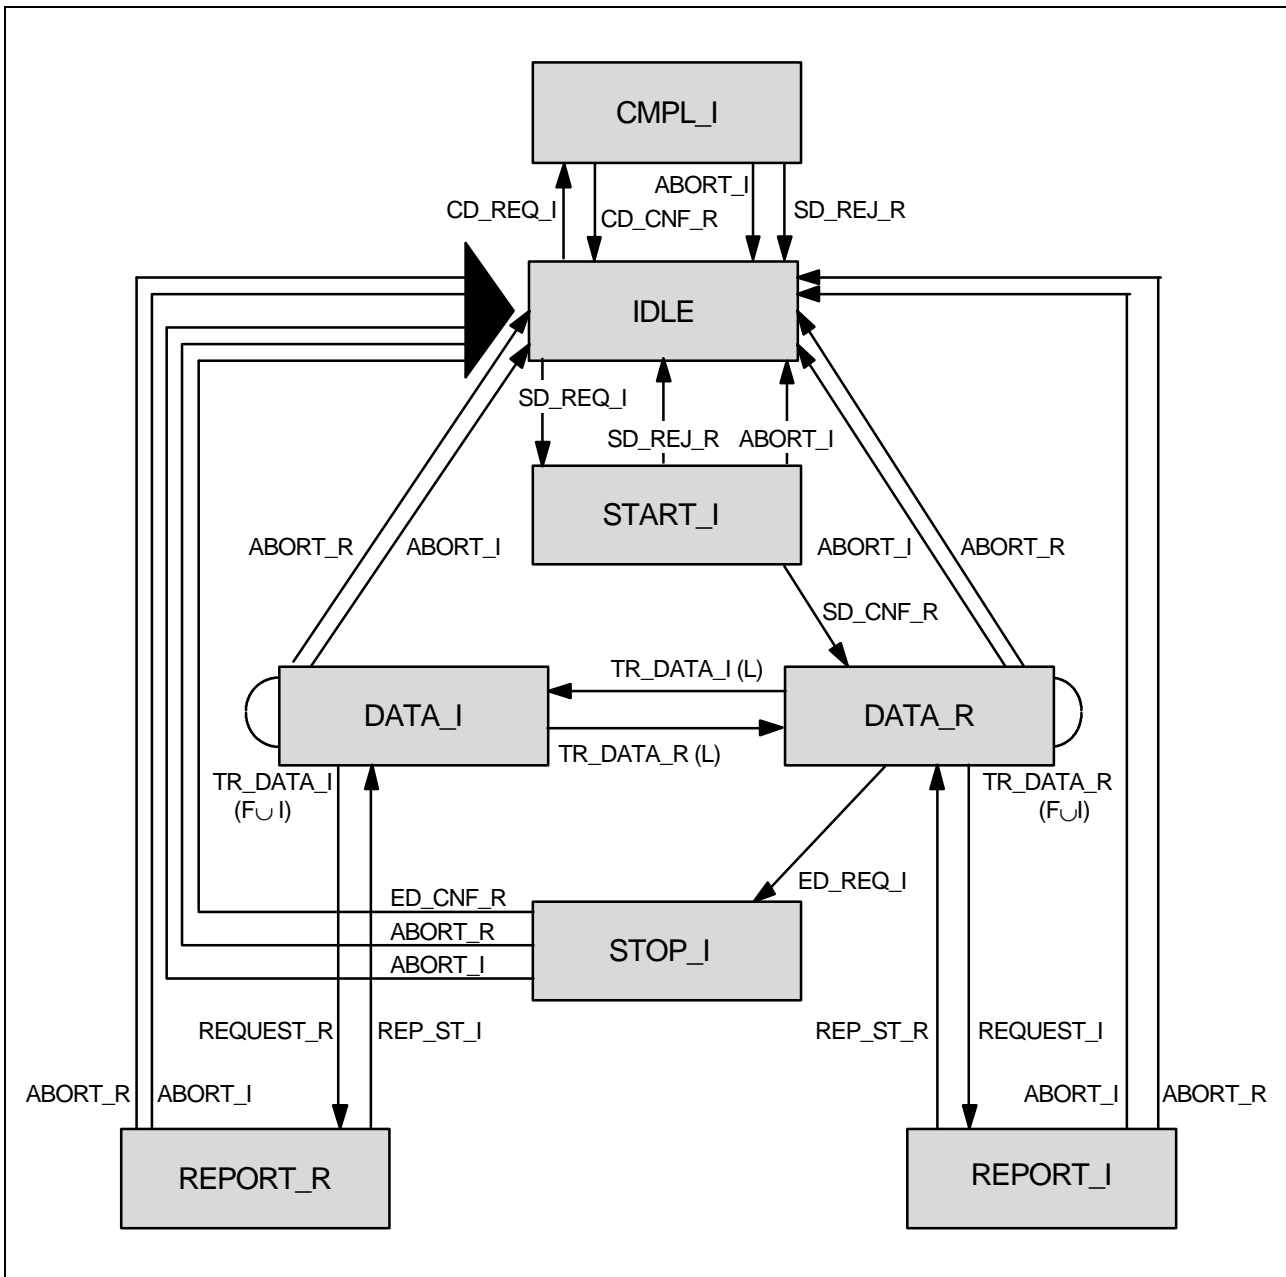 CMPL_I
CD_REQ_I
CD_CNF_R
ABORT_I
SD_REJ_R
IDLE
SD_REQ_I
SD_REJ_R
ABORT_I
START_I
ABORT_R
ABORT_I
ABORT_I
ABORT_R
SD_CNF_R
TR_DATA_I (L)
DATA_I
DATA_R
TR_DATA_R (L)
TR_DATA_I
(F∪ I)
TR_DATA_R
(F∪I)
ED_REQ_I
ED_CNF_R
ABORT_R
ABORT_I
STOP_I
REQUEST_R
REP_ST_I
REP_ST_R
REQUEST_I
ABORT_R
ABORT_I
ABORT_I
ABORT_R
REPORT_R
REPORT_I